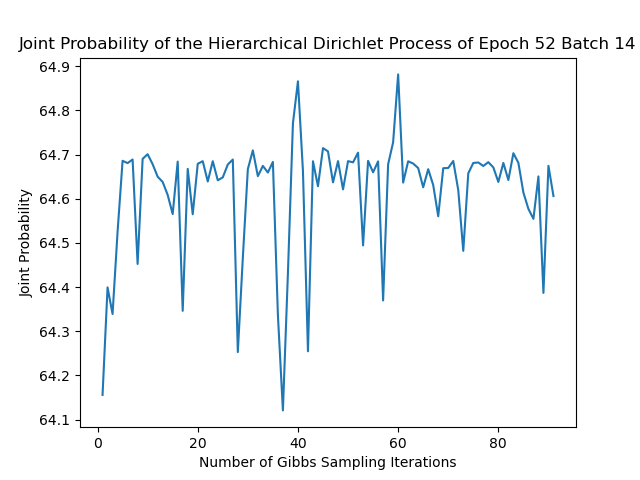 Joint Probability of the Hierarchical Dirichlet Process of Epoch 52 Batch 14
64.9
64.8
64.7
64.6
64.5
64.4
64.3
64.2
64.1
Joint Probability
0 20 40 60 80
Number of Gibbs Sampling Iterations